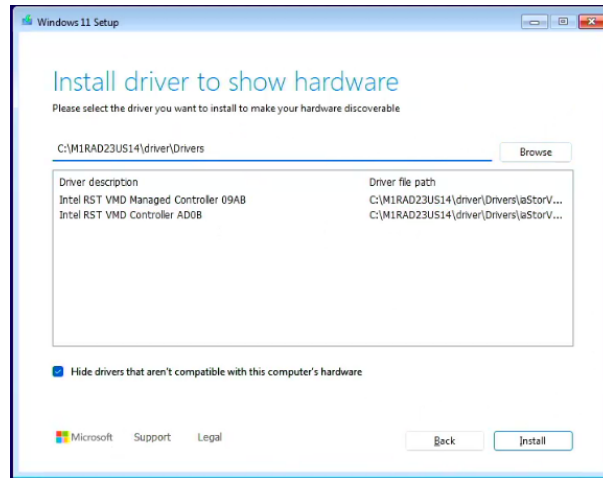 Windows 11 Setup
Install driver to show hardware
Please select the driver you want to install to make your hardware discoverable
C:\M1RAD23US14\driver\Drivers
Browse
Driver description Driver file path
Intel RST VMD Managed Controller 09AB C:\M1RAD23US14\driver\Drivers\iaStorV...
Intel RST VMD Controller AD0B C:\M1RAD23US14\driver\Drivers\iaStorV...
Hide drivers that aren't compatible with this computer's hardware
Microsoft Support Legal Back Install